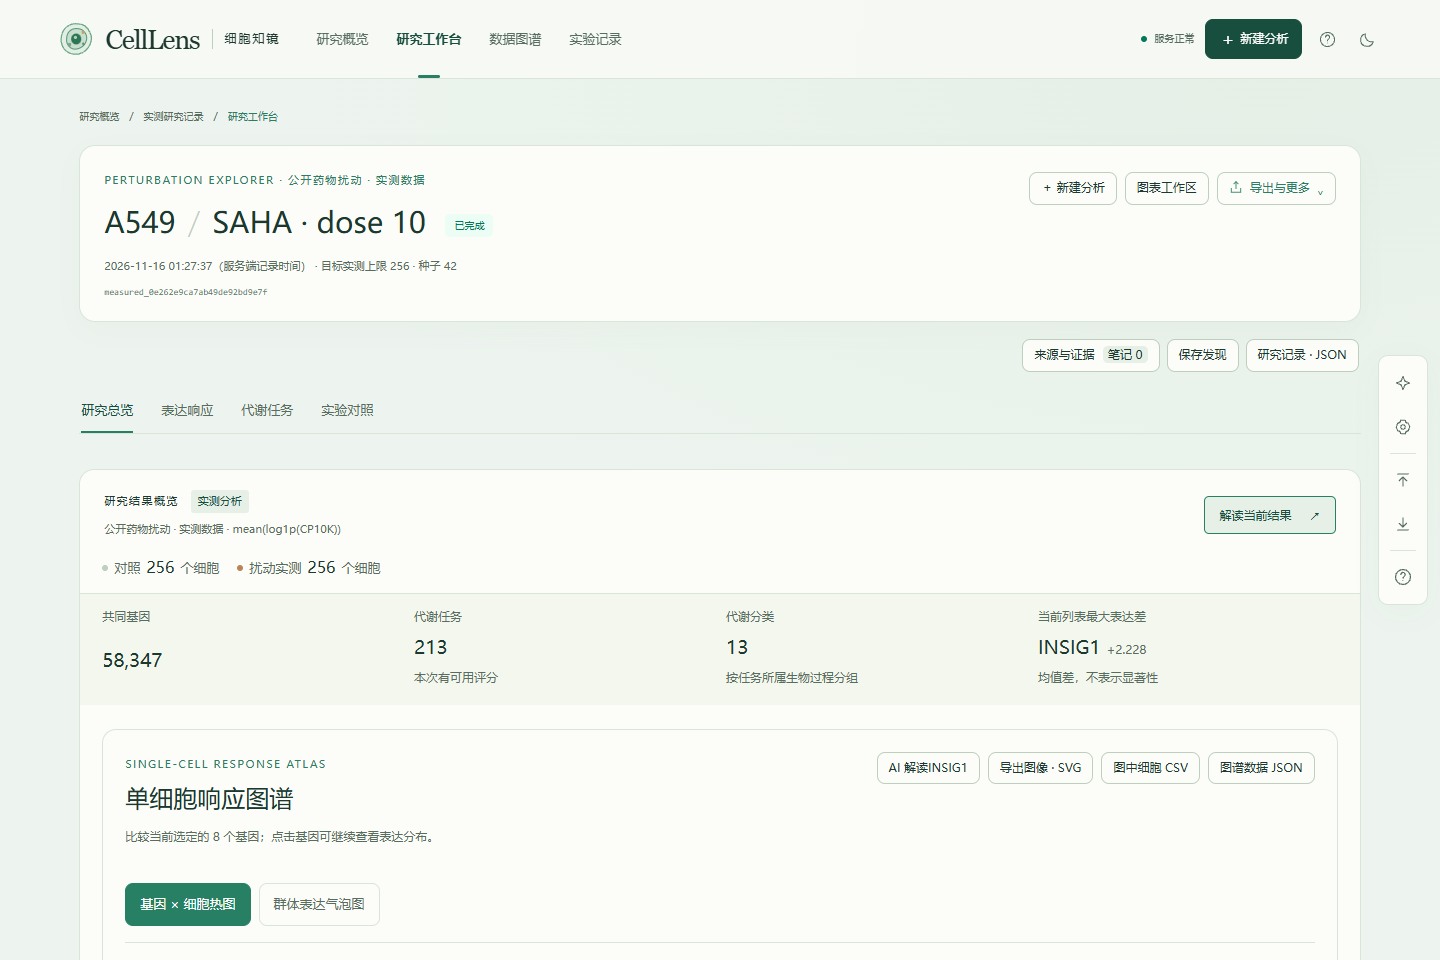 CellLens 细胞知镜 研究概览 研究工作台 数据图谱 实验记录 服务正常 + 新建分析
研究概览 / 实测研究记录 / 研究工作台
PERTURBATION EXPLORER · 公开药物扰动 · 实测数据
+ 新建分析 图表工作区 导出与更多
A549 / SAHA · dose 10 已完成
2026-11-16 01:27:37（服务端记录时间） · 目标实测上限 256 · 种子 42
measured_0e262e9ca7ab49de92bd9e7f
来源与证据 笔记 0 保存发现 研究记录 · JSON
研究总览 表达响应 代谢任务 实验对照
研究结果概览 实测分析
公开药物扰动 · 实测数据 · mean(log1p(CP10K))
解读当前结果 ↗
对照 256 个细胞 扰动实测 256 个细胞
共同基因 代谢任务 代谢分类 当前列表最大表达差
58,347 213 13 INSIG1 +2.228
本次有可用评分 按任务所属生物过程分组 均值差，不表示显著性
SINGLE-CELL RESPONSE ATLAS
AI 解读INSIG1 导出图像 · SVG 图中细胞 CSV 图谱数据 JSON
单细胞响应图谱
比较当前选定的 8 个基因；点击基因可继续查看表达分布。
基因 × 细胞热图 群体表达气泡图